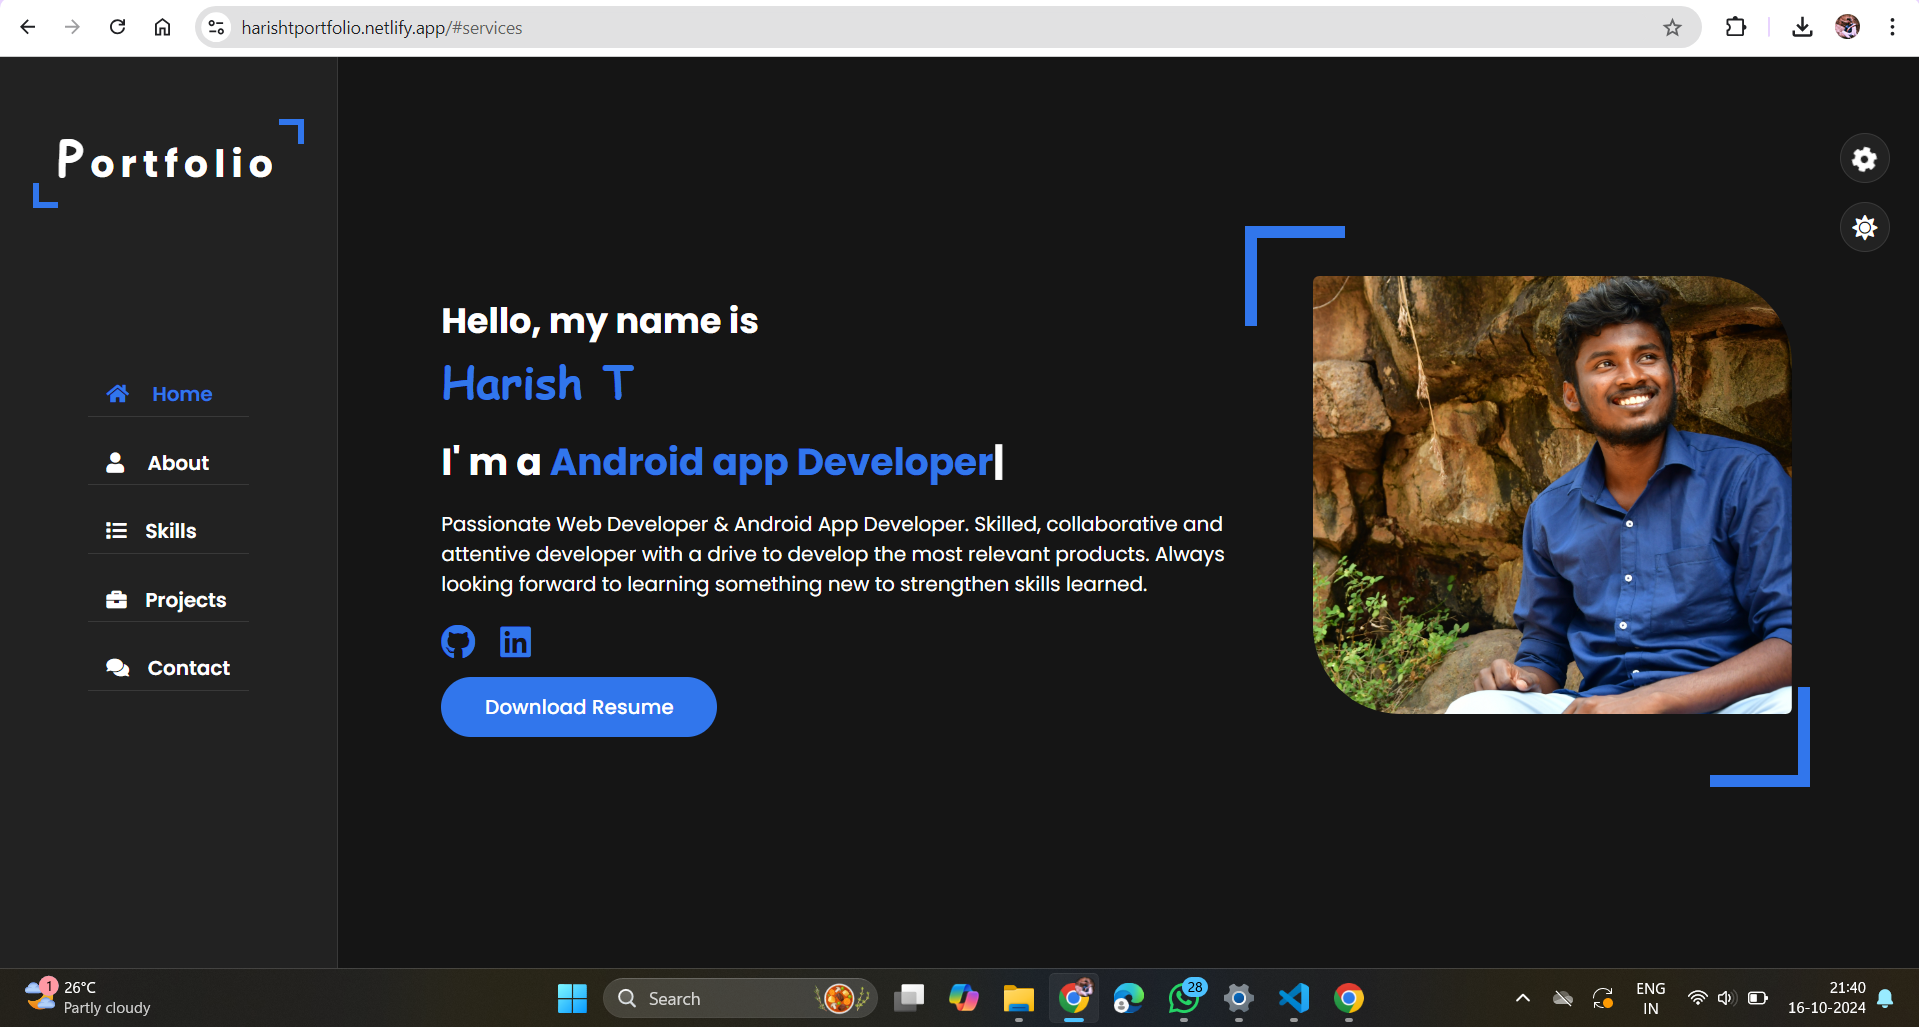 harishtportfolio.netlify.app/#services
Portfolio
Home
About
Skills
Projects
Contact
Hello, my name is
Harish T
I' m a Android app Developer|
Passionate Web Developer & Android App Developer. Skilled, collaborative and
attentive developer with a drive to develop the most relevant products. Always
looking forward to learning something new to strengthen skills learned.
in
Download Resume
1
26°C
Partly cloudy
Search
28
ENG
IN
21:40
16-10-2024